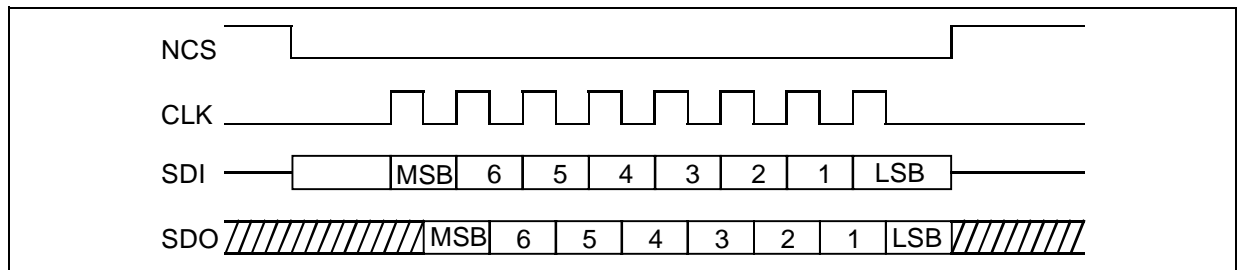 NCS
CLK
SDI MSB 6 5 4 3 2 1 LSB
SDO MSB 6 5 4 3 2 1 LSB